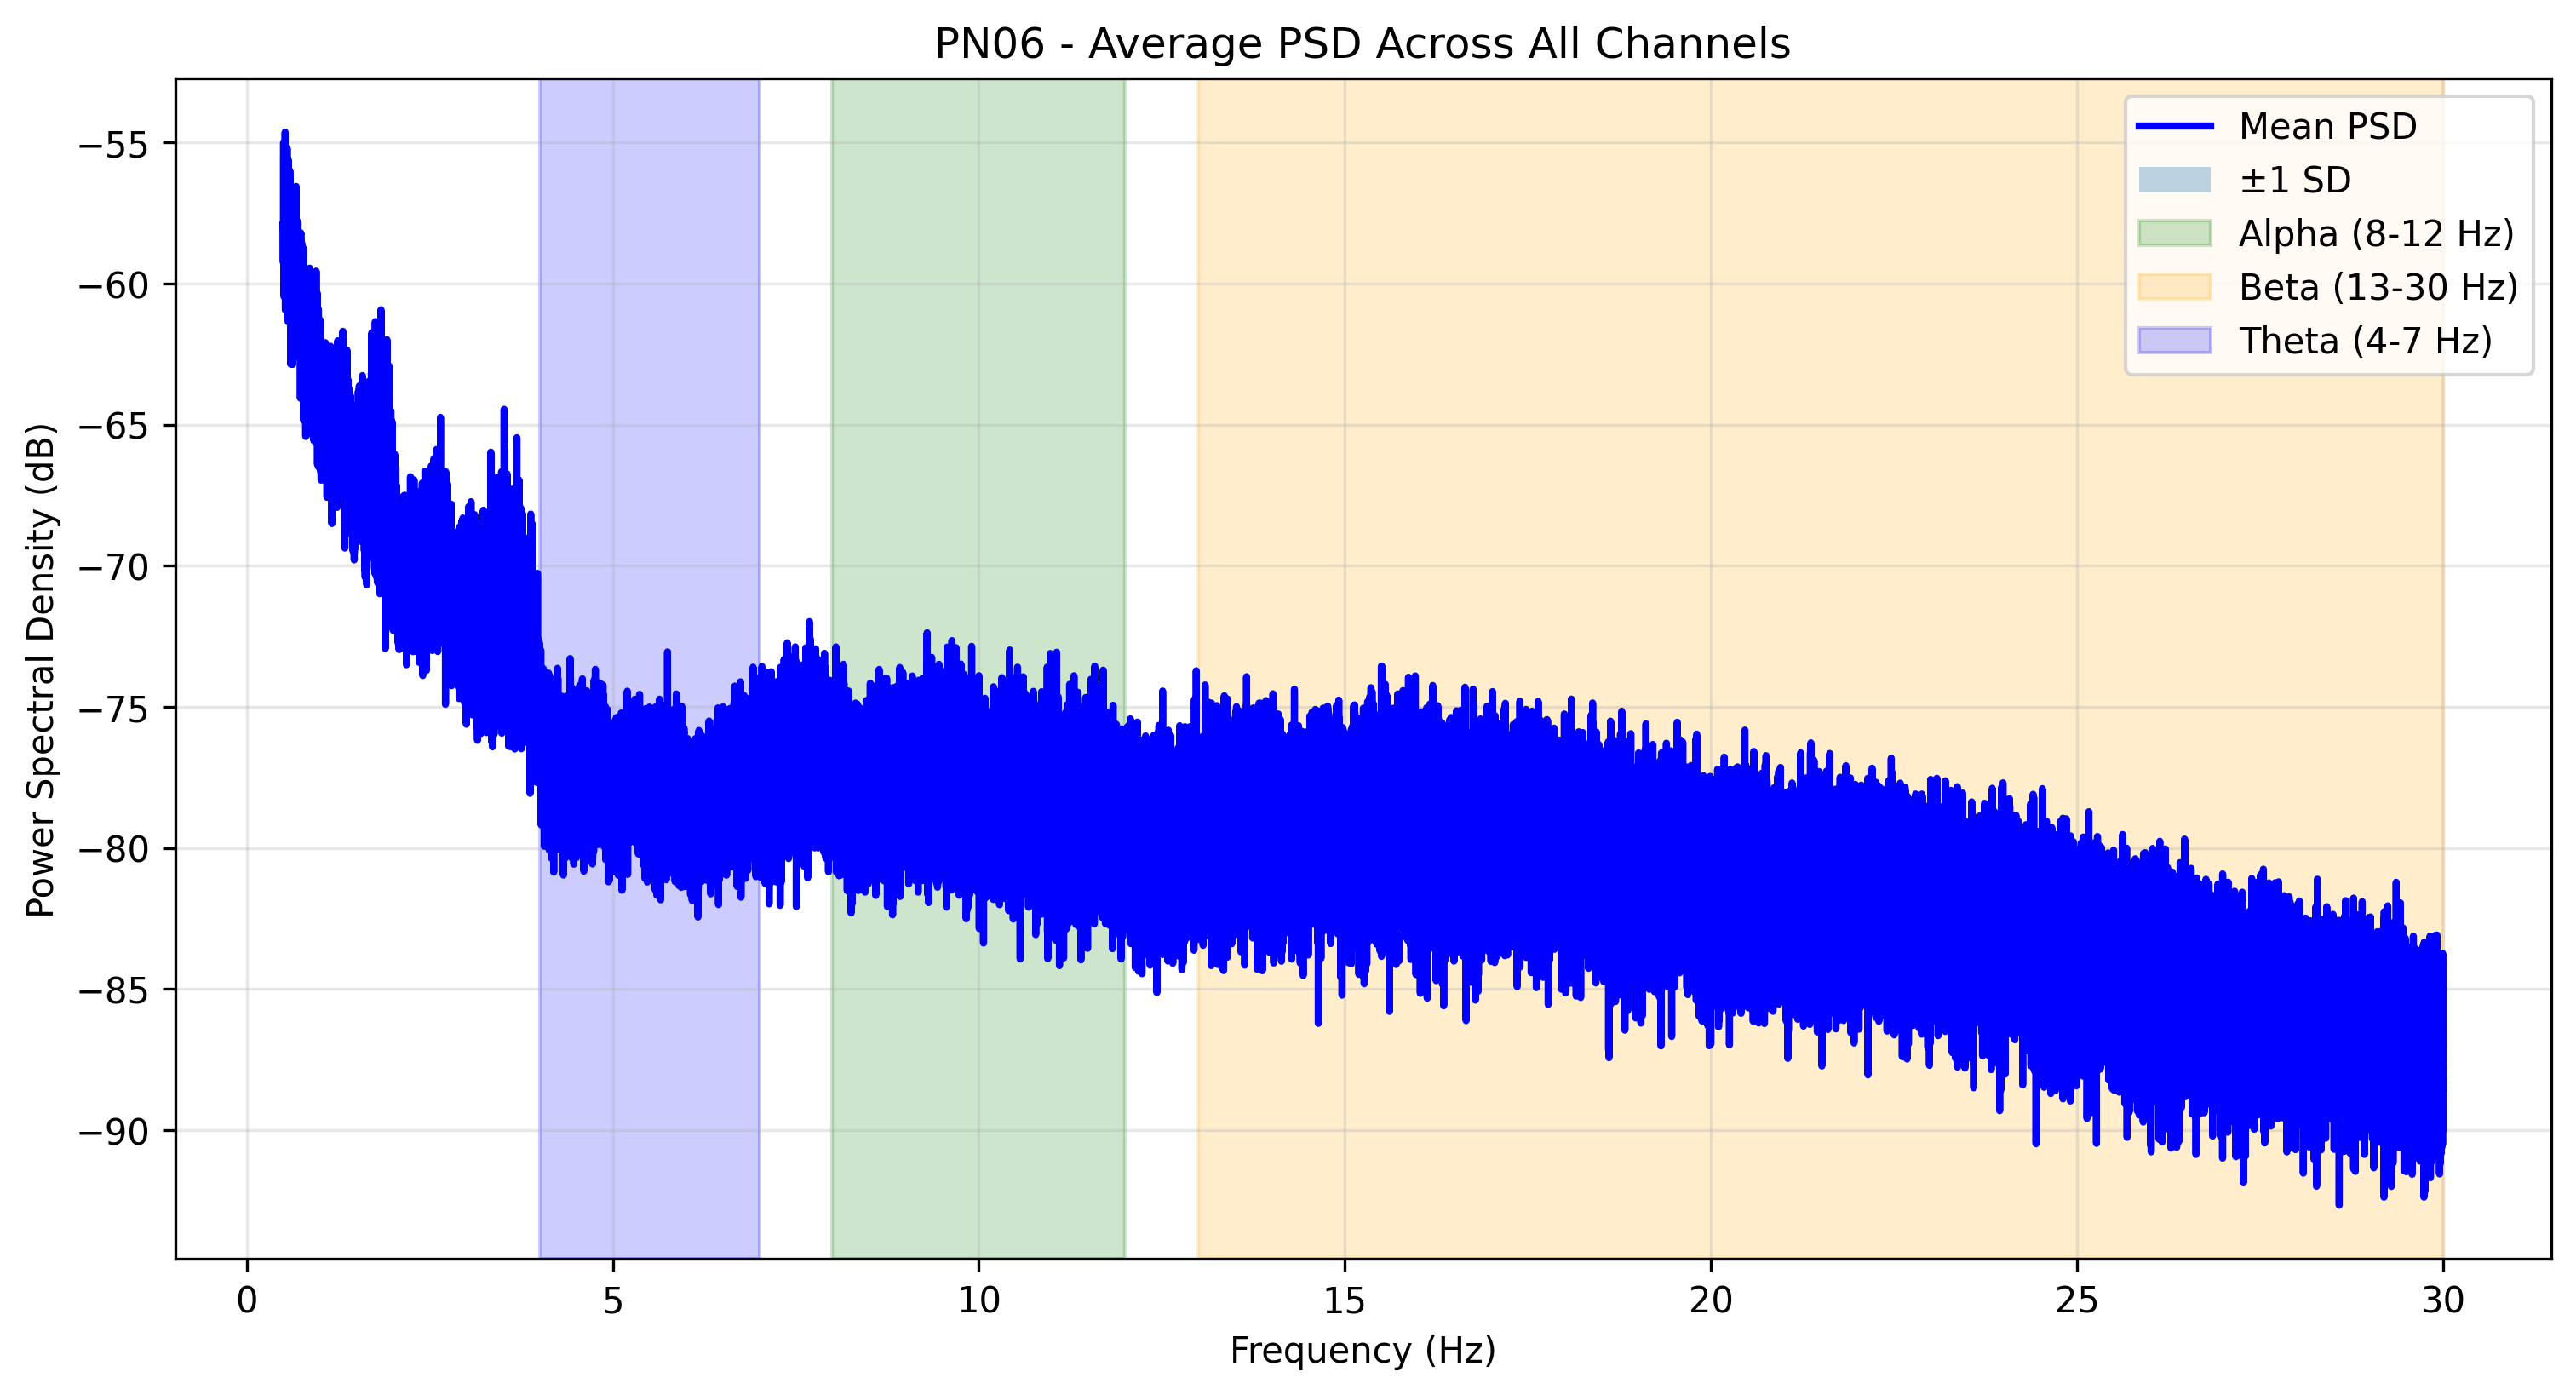 PN06 - Average PSD Across All Channels
Power Spectral Density (dB)
−55
−60
−65
−70
−75
−80
−85
−90
Mean PSD
±1 SD
Alpha (8-12 Hz)
Beta (13-30 Hz)
Theta (4-7 Hz)
0 5 10 15 20 25 30
Frequency (Hz)